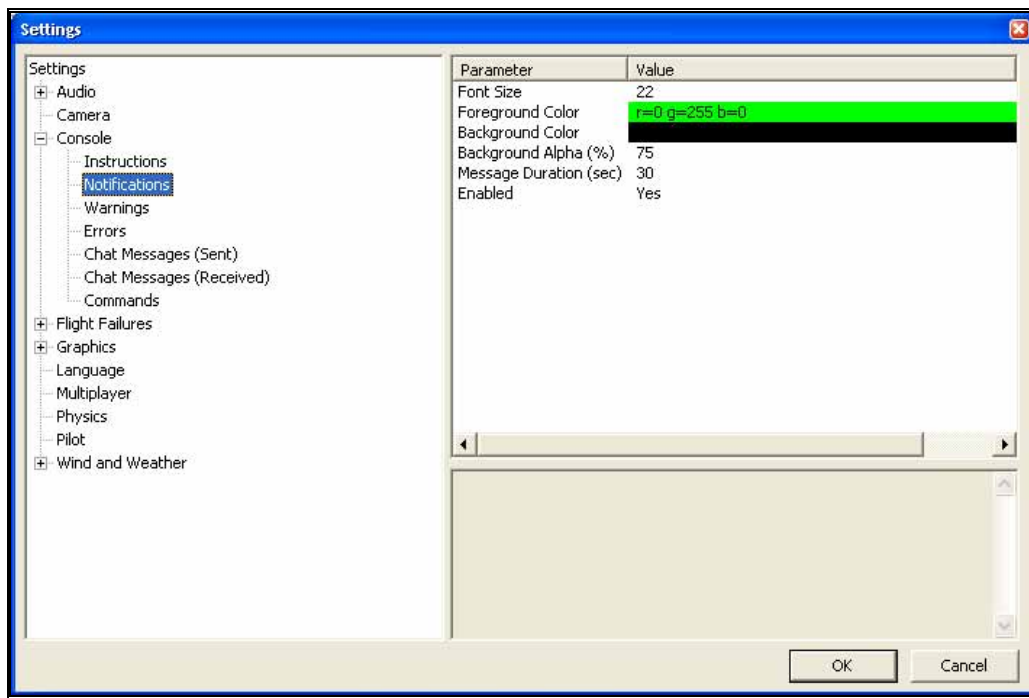 Settings
Settings
Audio
Camera
Console
Instructions
Notifications
Warnings
Errors
Chat Messages (Sent)
Chat Messages (Received)
Commands
Flight Failures
Graphics
Language
Multiplayer
Physics
Pilot
Wind and Weather
Parameter Value
Font Size 22
Foreground Color r=0 g=255 b=0
Background Color
Background Alpha (%) 75
Message Duration (sec) 30
Enabled Yes
OK Cancel